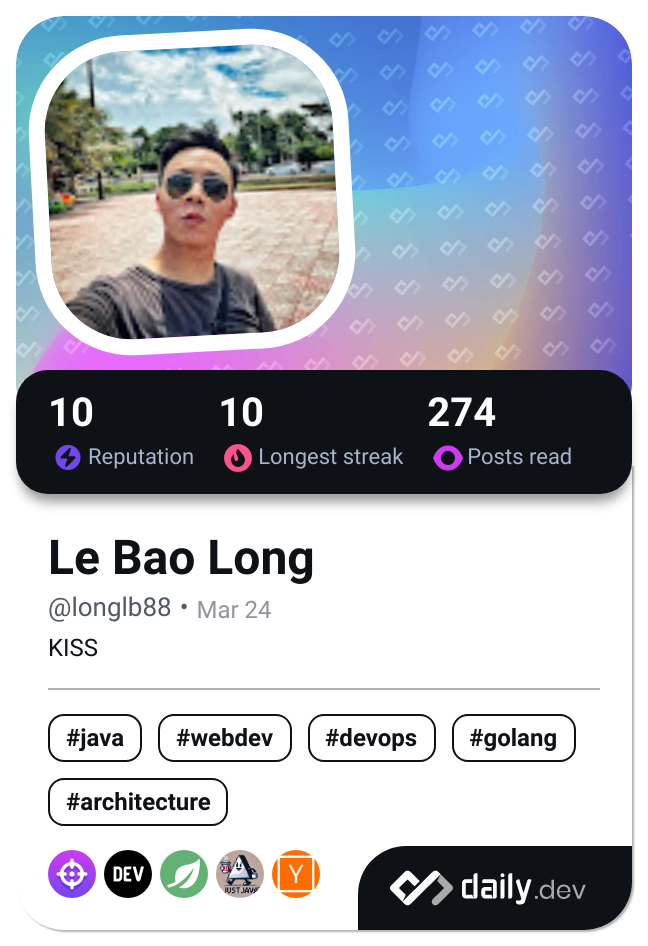 10 10 274
Reputation Longest streak Posts read
Le Bao Long
@longlb88 • Mar 24
KISS
#java #webdev #devops #golang
#architecture
DEV JUST JAVA Y daily.dev